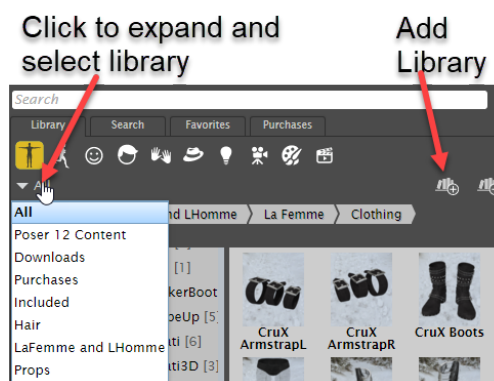 Click to expand and
select library
Add
Library
Search
Library
Search
Favorites
Purchases
All
nd LHomme
La Femme
Clothing
All
Poser 12 Content
Downloads
Purchases
Included
Hair
LaFemme and LHomme
Props
[1]
kerBoot
peUp [5]
ti [6]
ti3D [3]
CruX
ArmstrapL
CruX
ArmstrapR
CruX Boots